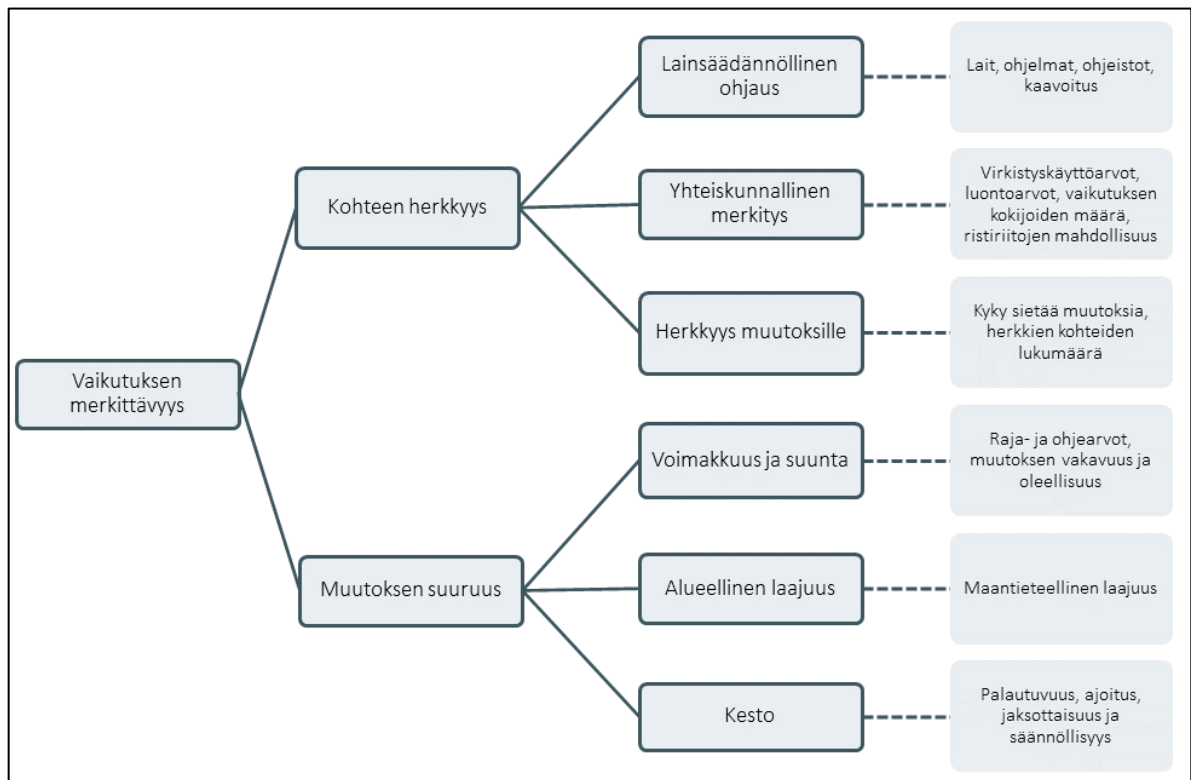 Lainsäädännöllinen
ohjaus
Lait, ohjelmat, ohjeistot,
kaavoitus
Kohteen herkkyys
Yhteiskunnallinen
merkitys
Virkistyskäyttöarvot,
luontoarvot, vaikutuksen
kokijoiden määrä,
ristiriitojen mahdollisuus
Herkkyys muutoksille
Kyky sietää muutoksia,
herkkien kohteiden
lukumäärä
Vaikutuksen
merkittävyys
Voimakkuus ja suunta
Raja- ja ohjearvot,
muutoksen vakavuus ja
oleellisuus
Muutoksen suuruus
Alueellinen laajuus
Maantieteellinen laajuus
Kesto
Palautuvuus, ajoitus,
jaksottaisuus ja
säännöllisyys